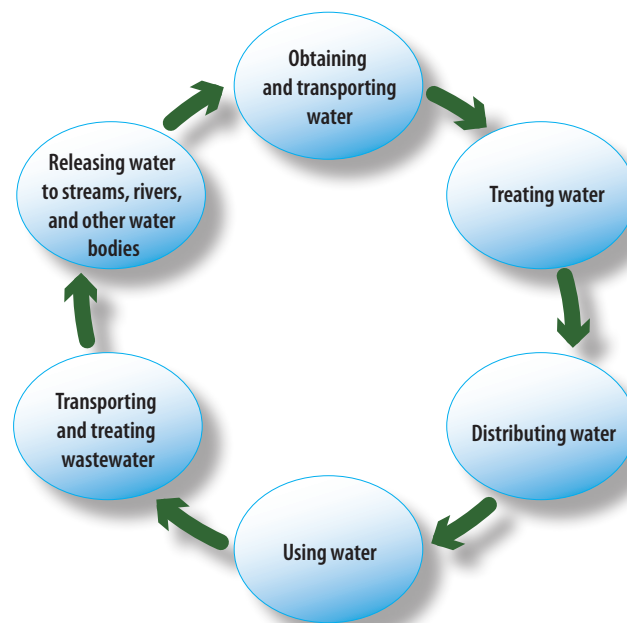 Obtaining
and transporting
water
Treating water
Distributing water
Using water
Transporting
and treating
wastewater
Releasing water
to streams, rivers,
and other water
bodies